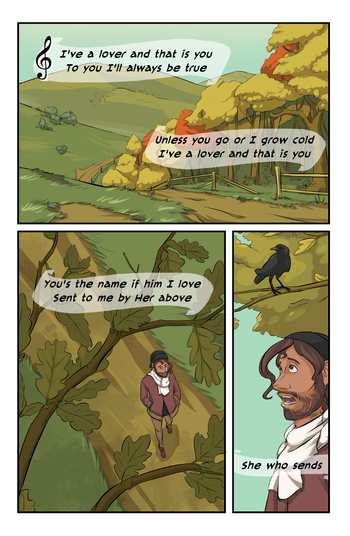 I've a lover and that is you
To you I'll always be true
Unless you go or I grow cold
I've a lover and that is you
You's the name if him I love
Sent to me by Her above
She who sends